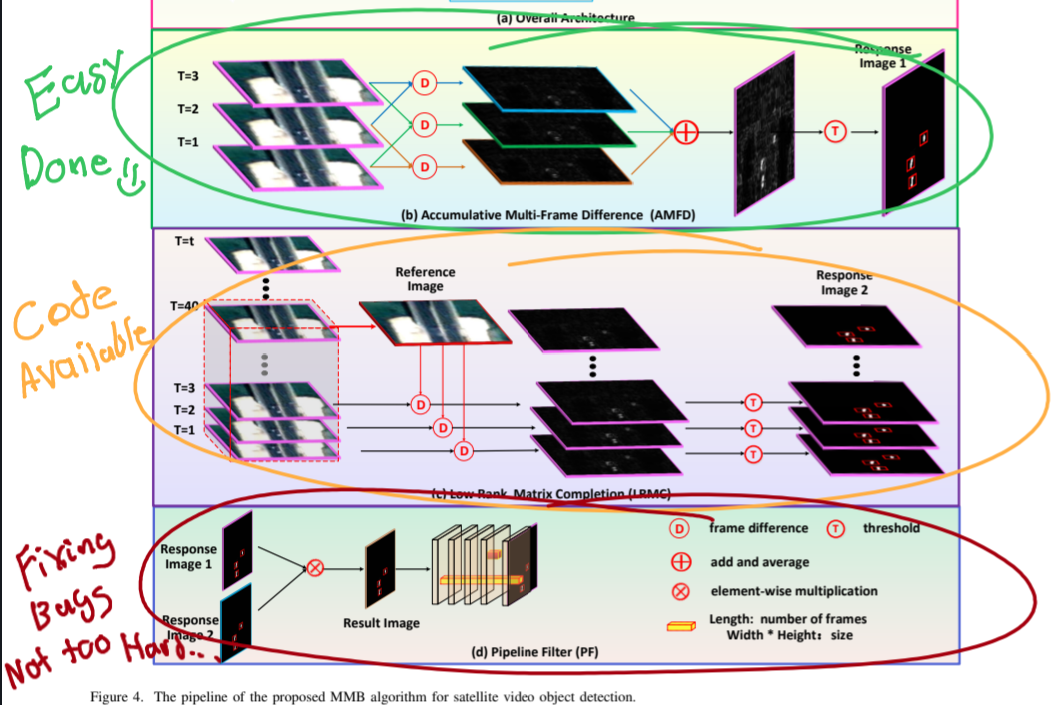 (a) Overall Architecture
Easy
Done
T=3
T=2
T=1
D
D
D
T
Response
Image 1
(b) Accumulative Multi-Frame Difference (AMFD)
Code
Available
T=t
T=40
T=3
T=2
T=1
Reference
Image
D
D
D
T
T
T
Response
Image 2
(c) Low-Rank Matrix Completion (LRMC)
Fixing
Bugs
Not too Hard...
Response
Image 1
Response
Image 2
Result Image
D frame difference T threshold
add and average
element-wise multiplication
Length: number of frames
Width * Height: size
(d) Pipeline Filter (PF)
Figure 4. The pipeline of the proposed MMB algorithm for satellite video object detection.